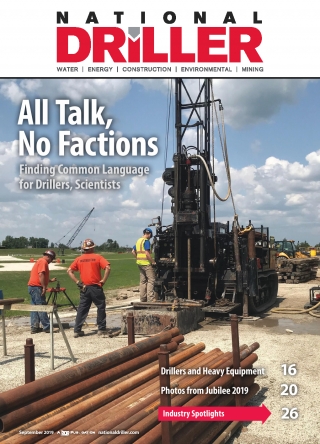 NATIONAL
DRILLER
WATER | ENERGY | CONSTRUCTION | ENVIRONMENTAL | MINING
All Talk,
No Factions
Finding Common Language
for Drillers, Scientists
Drillers and Heavy Equipment 16
Photos from Jubilee 2019 20
Industry Spotlights 26
September 2019 A PUBLICATION nationaldriller.com